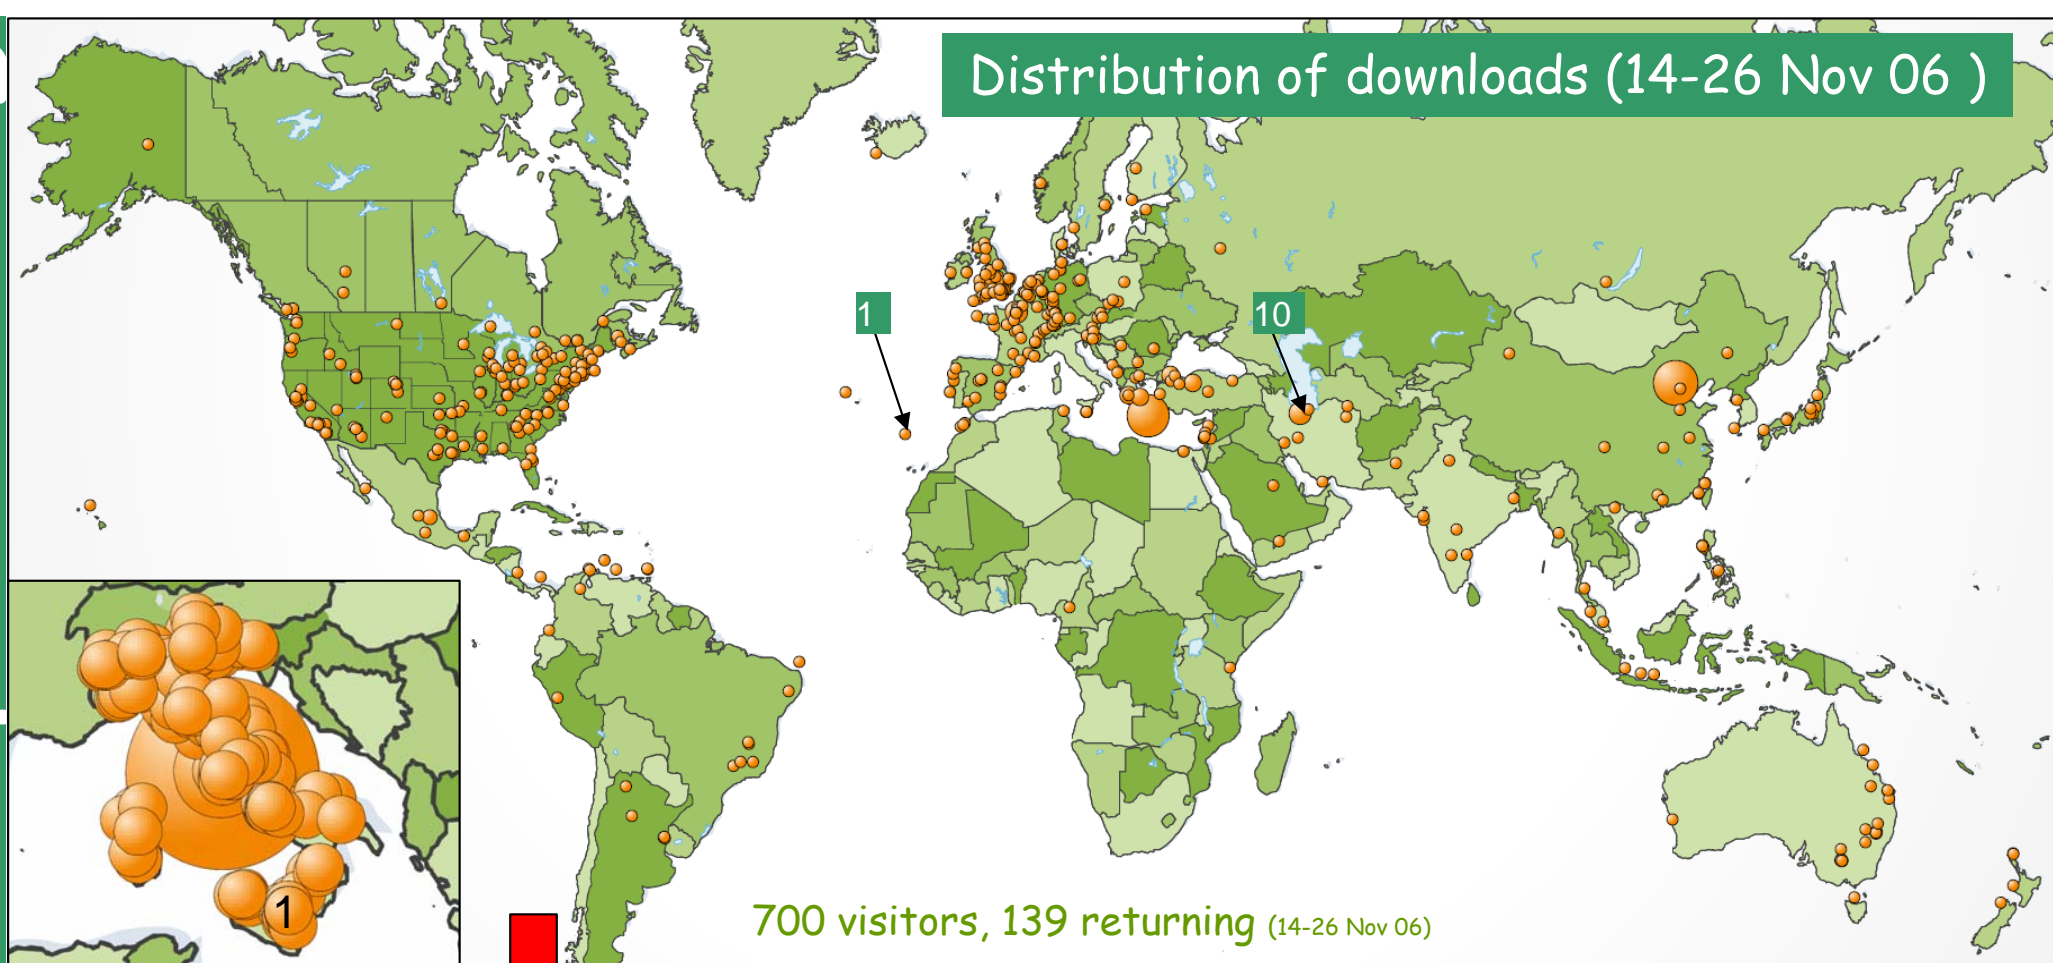 Distribution of downloads (14-26 Nov 06 )
1
10
1
700 visitors, 139 returning (14-26 Nov 06)